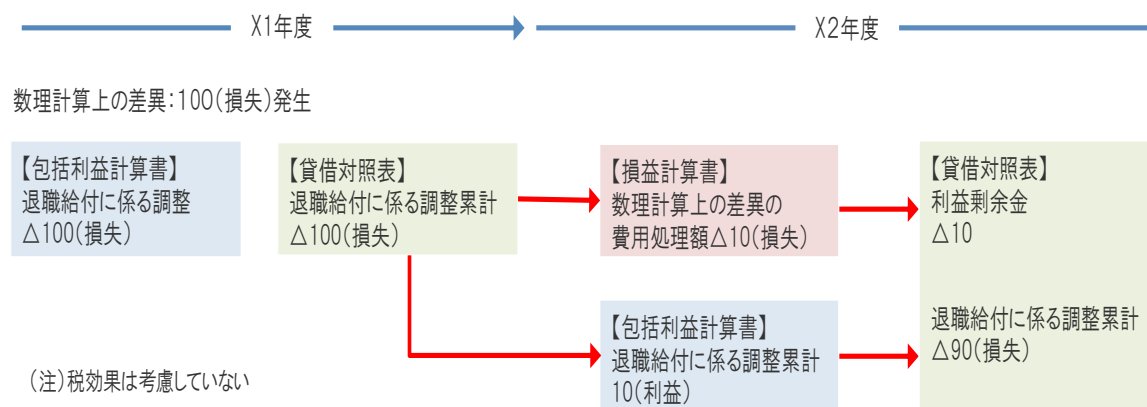 X1年度
X2年度
数理計算上の差異：100(損失)発生
【包括利益計算書】
退職給付に係る調整
△100(損失)
【貸借対照表】
退職給付に係る調整累計
△100(損失)
【損益計算書】
数理計算上の差異の
費用処理額△10(損失)
【包括利益計算書】
退職給付に係る調整累計
10(利益)
【貸借対照表】
利益剰余金
△10
退職給付に係る調整累計
△90(損失)
(注)税効果は考慮していない